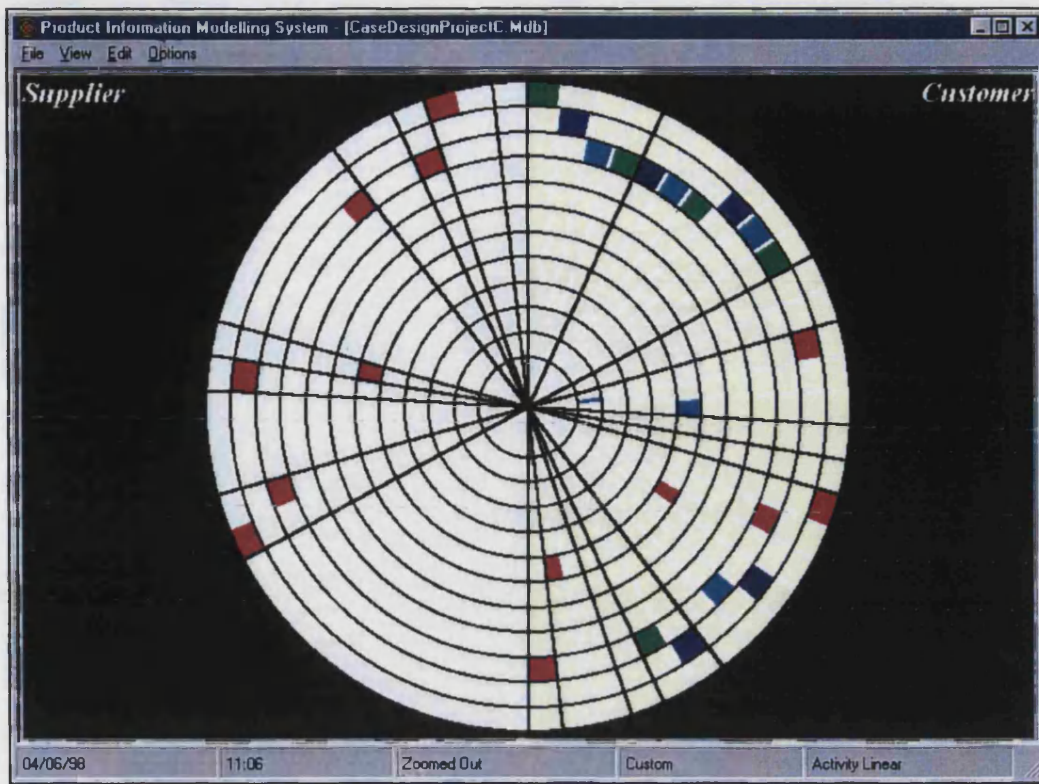 Product Information Modelling System - [CaseDesignProjectC.Mdb]
File View Edit Options
Supplier
Customer
04/06/98 11:06 Zoomed Out Custom Activity Linear